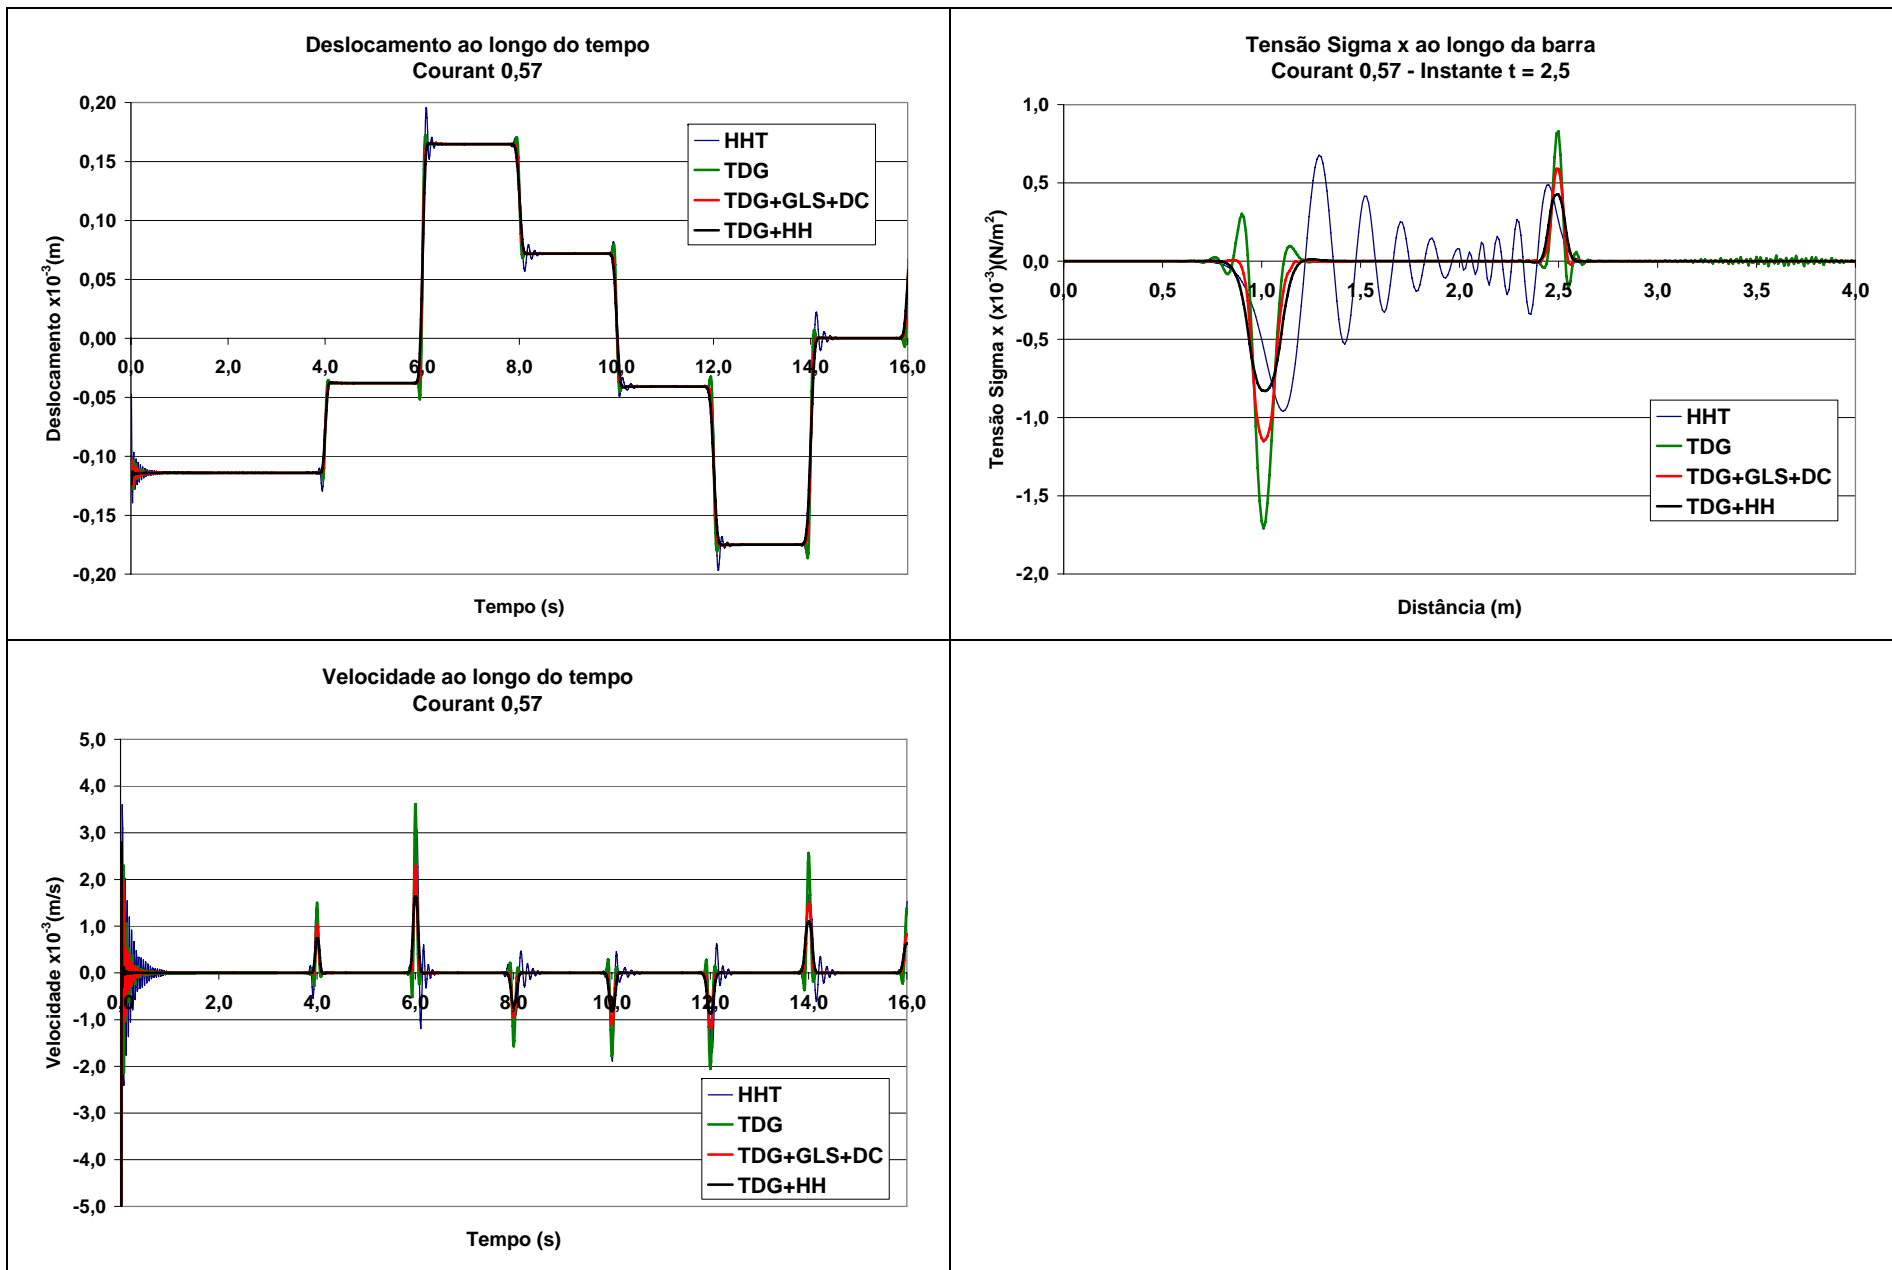 Deslocamento ao longo do tempo
Courant 0,57
0,20
0,15
0,10
0,05
0,00
-0,05
-0,10
-0,15
-0,20
0,0 2,0 4,0 6,0 8,0 10,0 12,0 14,0 16,0
Deslocamento x10⁻³(m)
Tempo (s)
HHT
TDG
TDG+GLS+DC
TDG+HH
Tensão Sigma x ao longo da barra
Courant 0,57 - Instante t = 2,5
1,0
0,5
0,0
-0,5
-1,0
-1,5
-2,0
0,0 0,5 1,0 1,5 2,0 2,5 3,0 3,5 4,0
Tensão Sigma x (x10⁻³)(N/m²)
Distância (m)
HHT
TDG
TDG+GLS+DC
TDG+HH
Velocidade ao longo do tempo
Courant 0,57
5,0
4,0
3,0
2,0
1,0
0,0
-1,0
-2,0
-3,0
-4,0
-5,0
0,0 2,0 4,0 6,0 8,0 10,0 12,0 14,0 16,0
Velocidade x10⁻³(m/s)
Tempo (s)
HHT
TDG
TDG+GLS+DC
TDG+HH